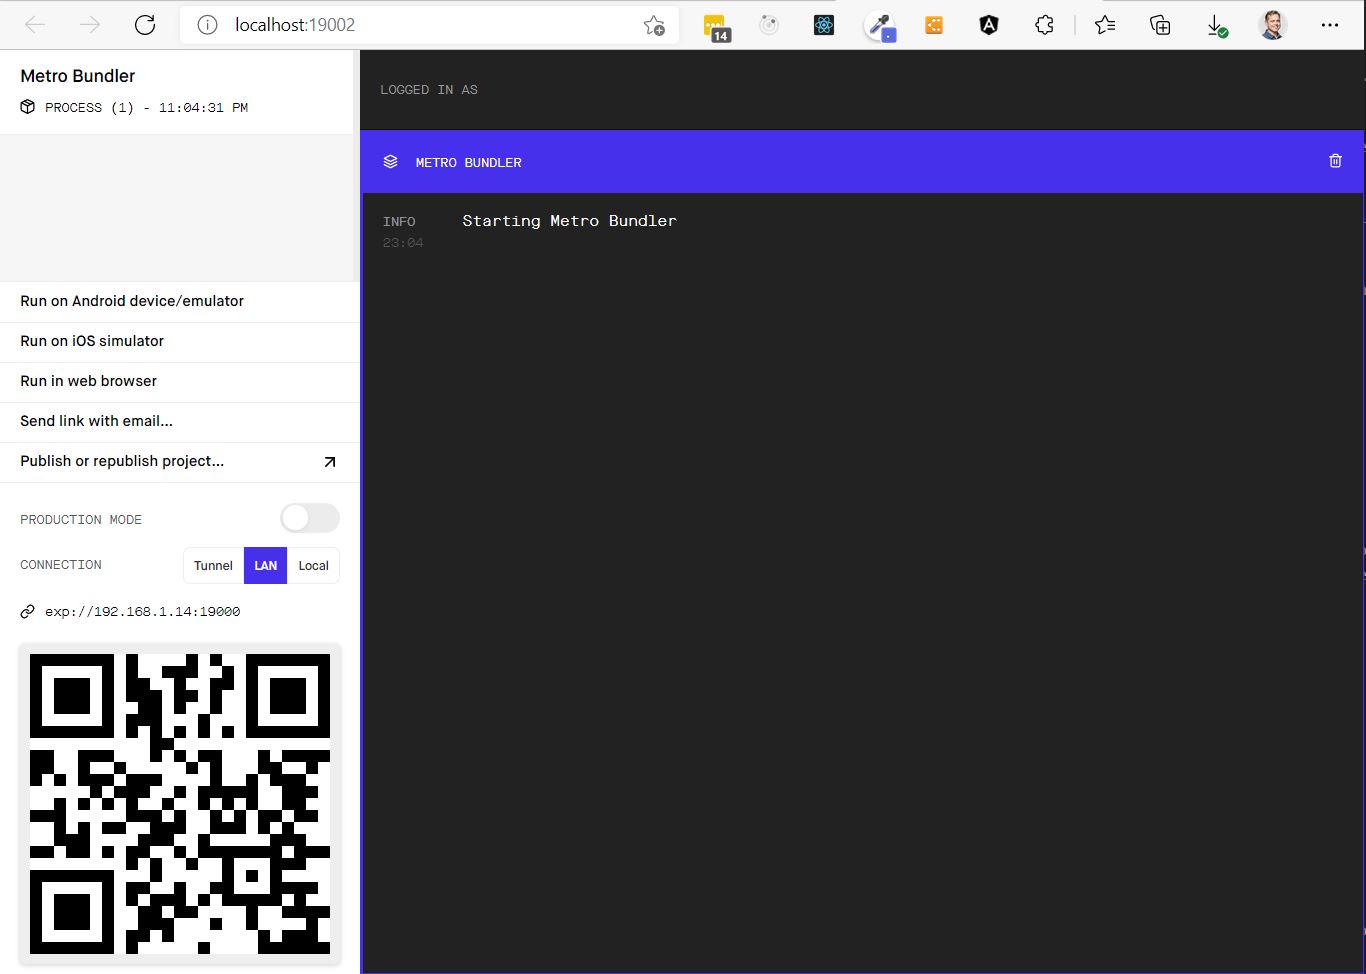 localhost:19002
14
Metro Bundler
PROCESS (1) - 11:04:31 PM
LOGGED IN AS
METRO BUNDLER
INFO
Starting Metro Bundler
23:04
Run on Android device/emulator
Run on iOS simulator
Run in web browser
Send link with email...
Publish or republish project...
PRODUCTION MODE
CONNECTION
Tunnel
LAN
Local
exp://192.168.1.14:19000